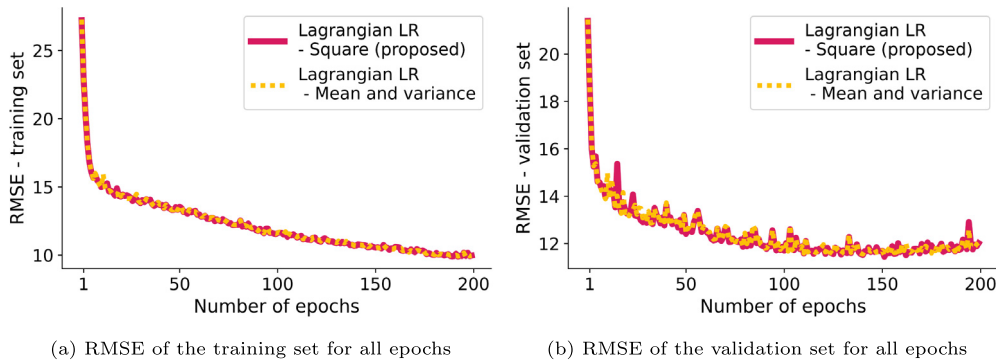 RMSE - training set
25
20
15
10
Lagrangian LR
- Square (proposed)
Lagrangian LR
- Mean and variance
1
50
100
150
200
Number of epochs
(a) RMSE of the training set for all epochs
RMSE - validation set
20
18
16
14
12
Lagrangian LR
- Square (proposed)
Lagrangian LR
- Mean and variance
1
50
100
150
200
Number of epochs
(b) RMSE of the validation set for all epochs